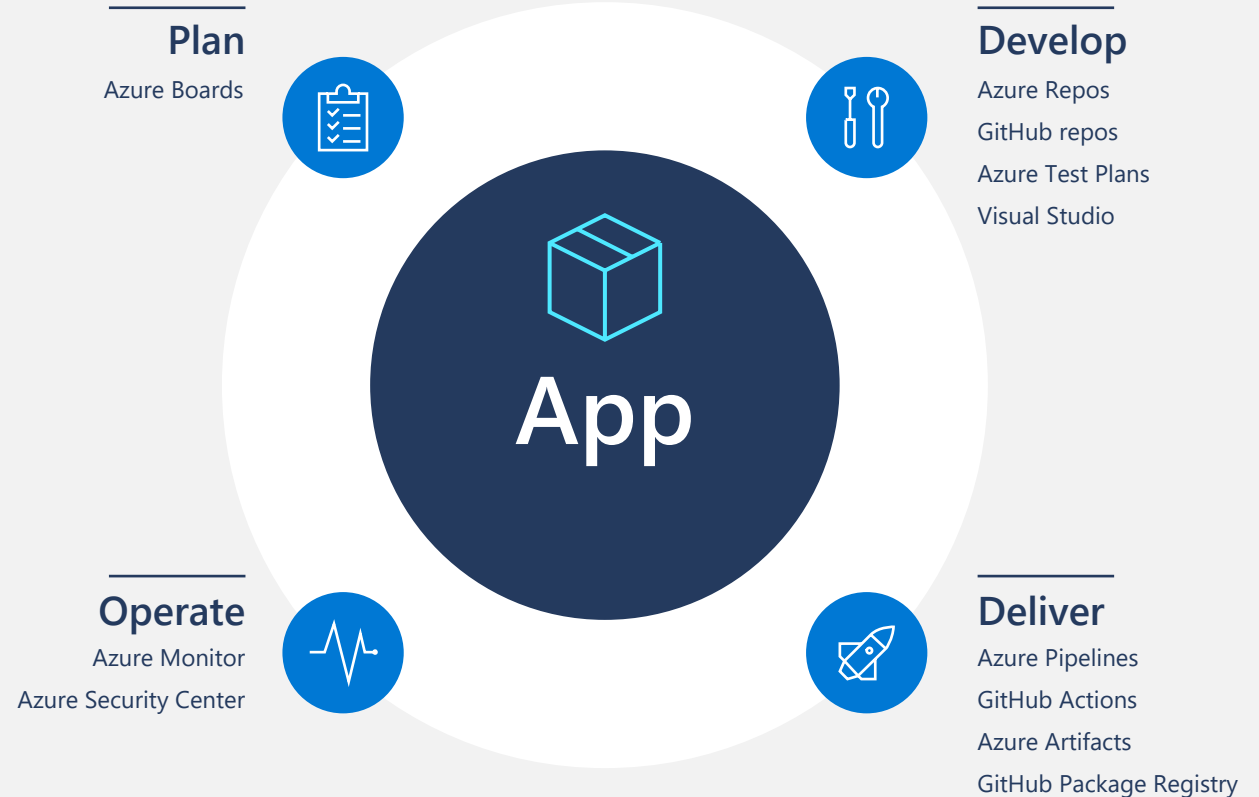 Plan
Azure Boards
Develop
Azure Repos
GitHub repos
Azure Test Plans
Visual Studio
App
Operate
Azure Monitor
Azure Security Center
Deliver
Azure Pipelines
GitHub Actions
Azure Artifacts
GitHub Package Registry